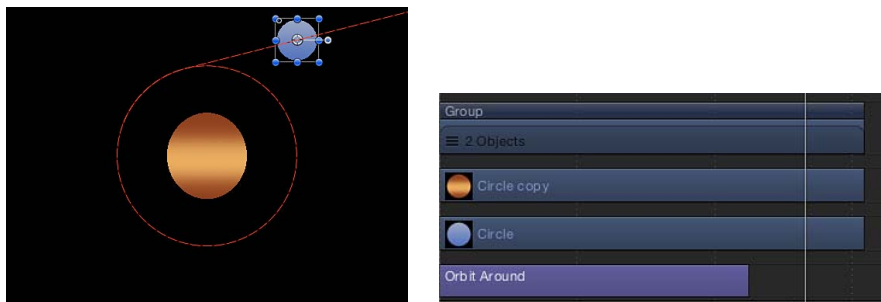 Group
2 Objects
Circle copy
Circle
Orbit Around